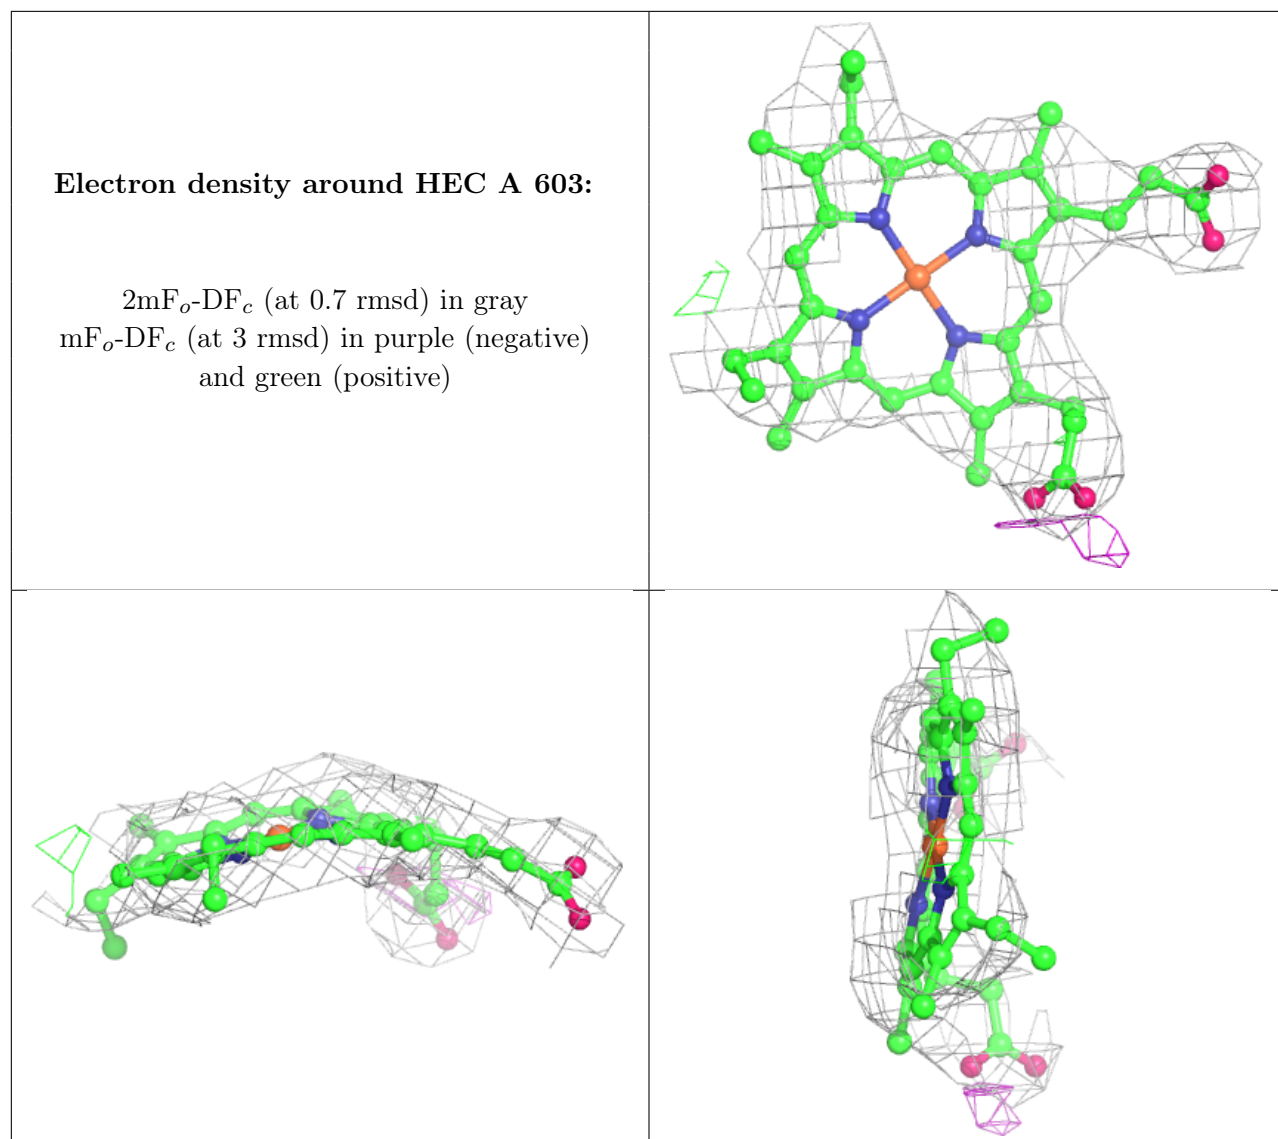 Electron density around HEC A 603:
2mFₒ-DF𝒸 (at 0.7 rmsd) in gray
mFₒ-DF𝒸 (at 3 rmsd) in purple (negative)
and green (positive)